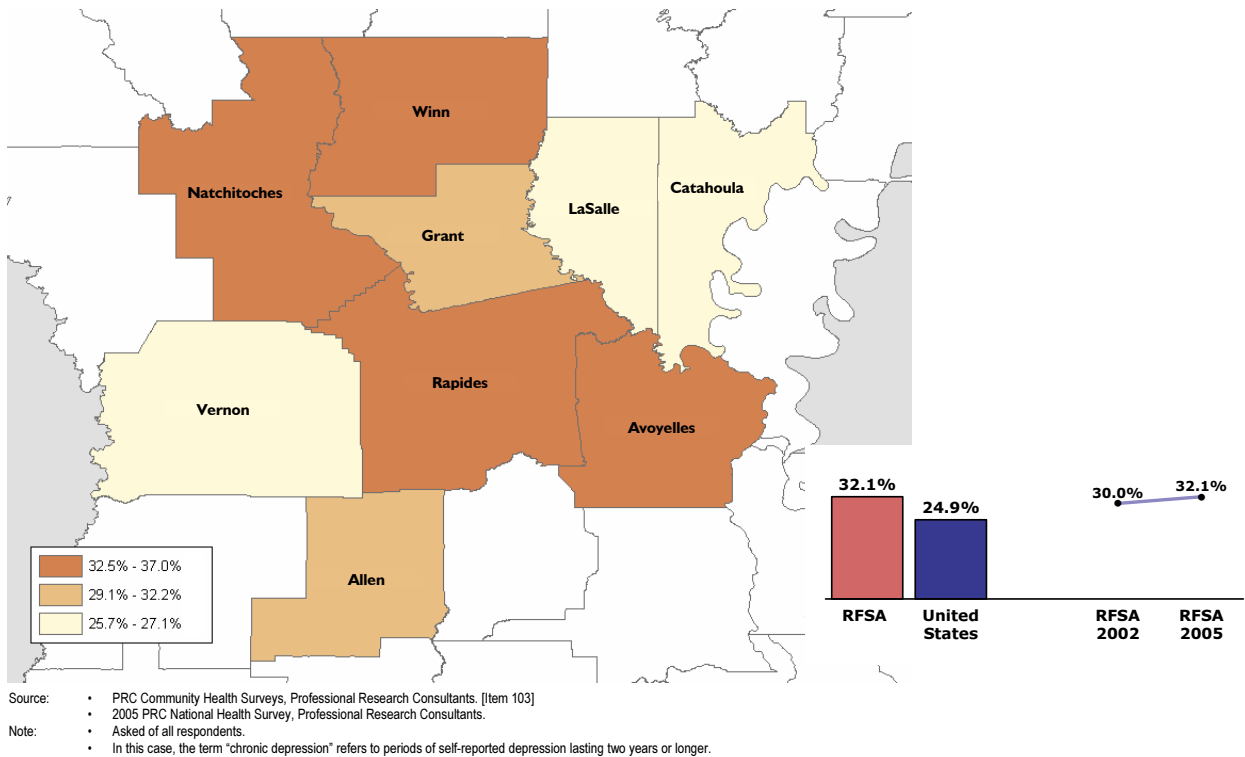 Winn
Natchitoches
Catahoula
LaSalle
Grant
Rapides
Vernon
Avoyelles
Allen
32.5% - 37.0%
29.1% - 32.2%
25.7% - 27.1%
32.1%
24.9%
30.0%
32.1%
RFSA
United
States
RFSA
2002
RFSA
2005
Source: • PRC Community Health Surveys, Professional Research Consultants. [Item 103]
• 2005 PRC National Health Survey, Professional Research Consultants.
Note: • Asked of all respondents.
• In this case, the term “chronic depression” refers to periods of self-reported depression lasting two years or longer.